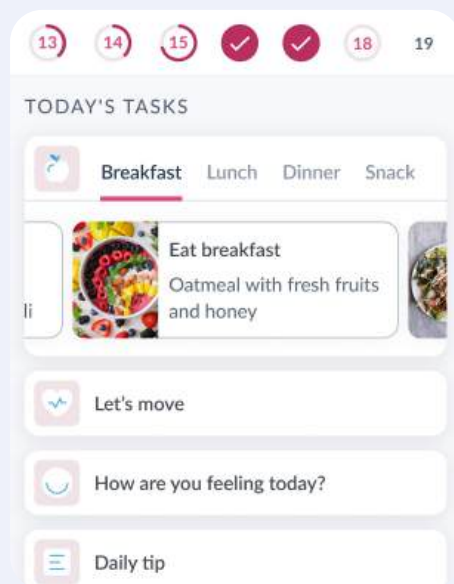 13 14 15 18 19
TODAY'S TASKS
Breakfast Lunch Dinner Snack
Eat breakfast
Oatmeal with fresh fruits
and honey
li
Let's move
How are you feeling today?
Daily tip